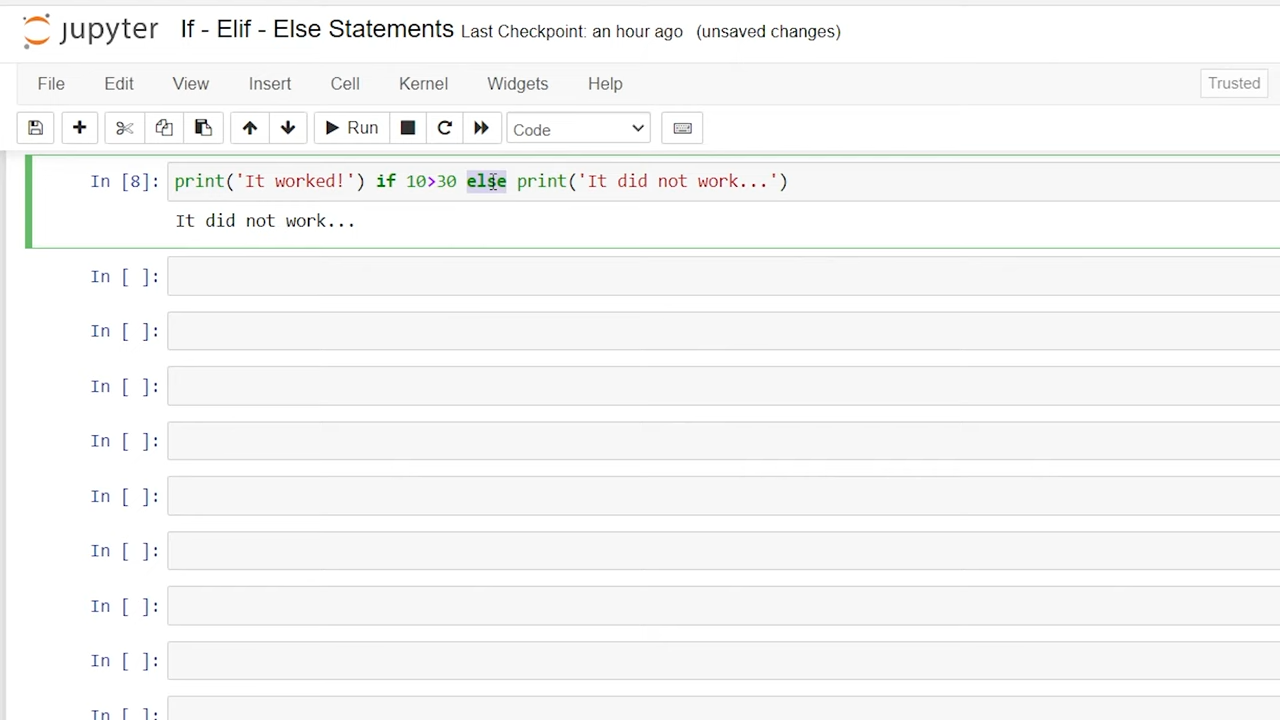 jupyter If - Elif - Else Statements Last Checkpoint: an hour ago (unsaved changes)
File Edit View Insert Cell Kernel Widgets Help Trusted
Run Code
In [8]: print('It worked!') if 10>30 else print('It did not work...')
It did not work...
In [ ]:
In [ ]:
In [ ]:
In [ ]:
In [ ]:
In [ ]:
In [ ]:
In [ ]:
In [ ]: